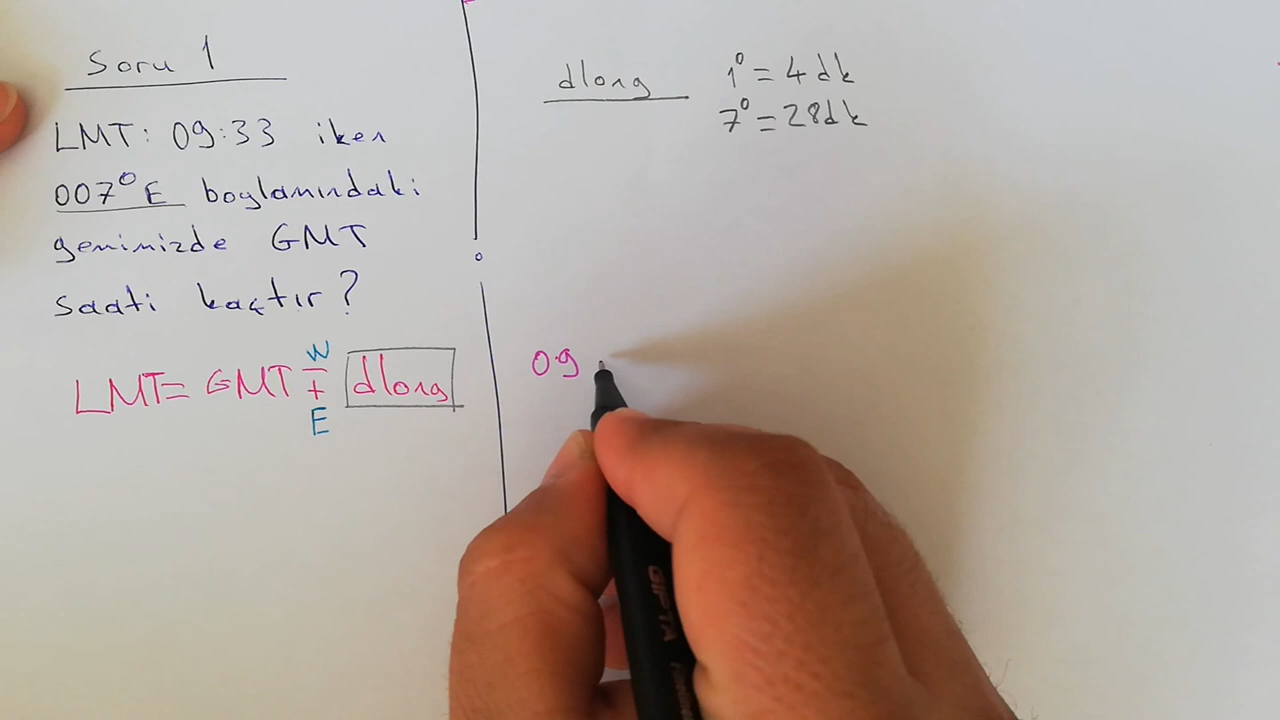 Soru 1
LMT: 09:33 iken
007° E boylamındaki
gemimizde GMT
saati kaçtır?
W
LMT= GMT ∓ dlong
E
dlong
1° = 4 dk
7° = 28 dk
09
GIPTA